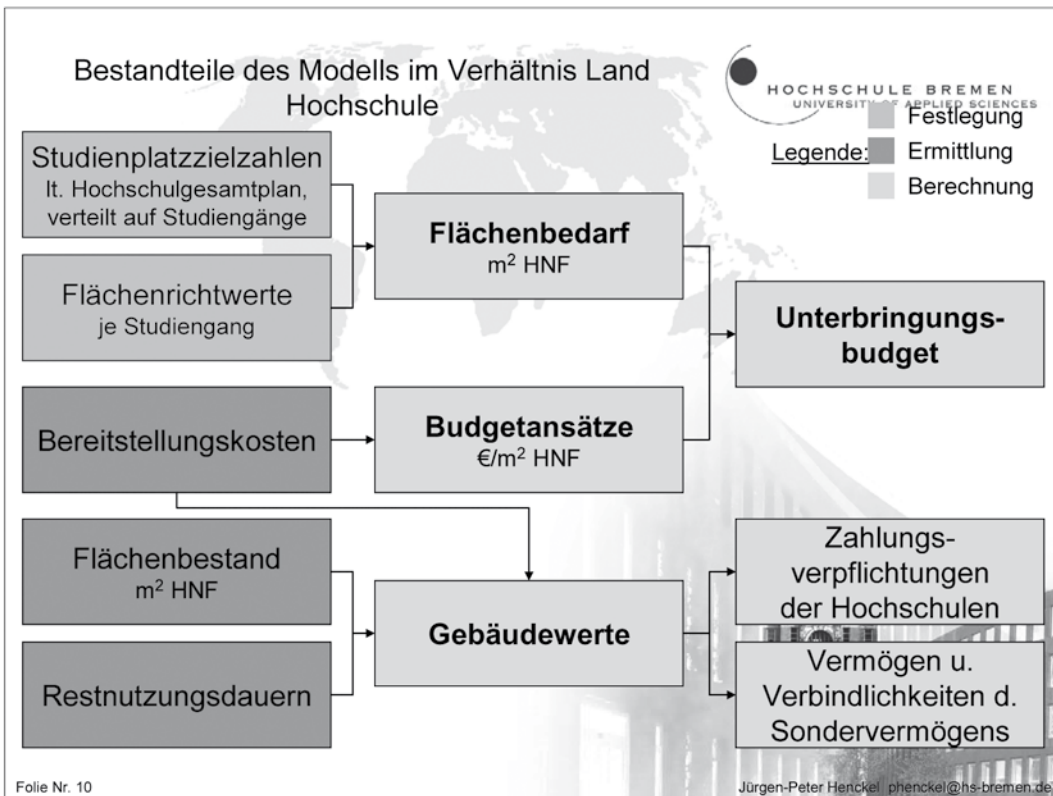 Bestandteile des Modells im Verhältnis Land
Hochschule
HOCHSCHULE BREMEN
UNIVERSITY OF APPLIED SCIENCES
Legende:
Festlegung
Ermittlung
Berechnung
Studienplatzzielzahlen
lt. Hochschulgesamtplan,
verteilt auf Studiengänge
Flächenrichtwerte
je Studiengang
Flächenbedarf
m² HNF
Unterbringungs-
budget
Bereitstellungskosten
Budgetansätze
€/m² HNF
Flächenbestand
m² HNF
Restnutzungsdauern
Gebäudewerte
Zahlungs-
verpflichtungen
der Hochschulen
Vermögen u.
Verbindlichkeiten d.
Sondervermögens
Folie Nr. 10
Jürgen-Peter Henckel phenckel@hs-bremen.de